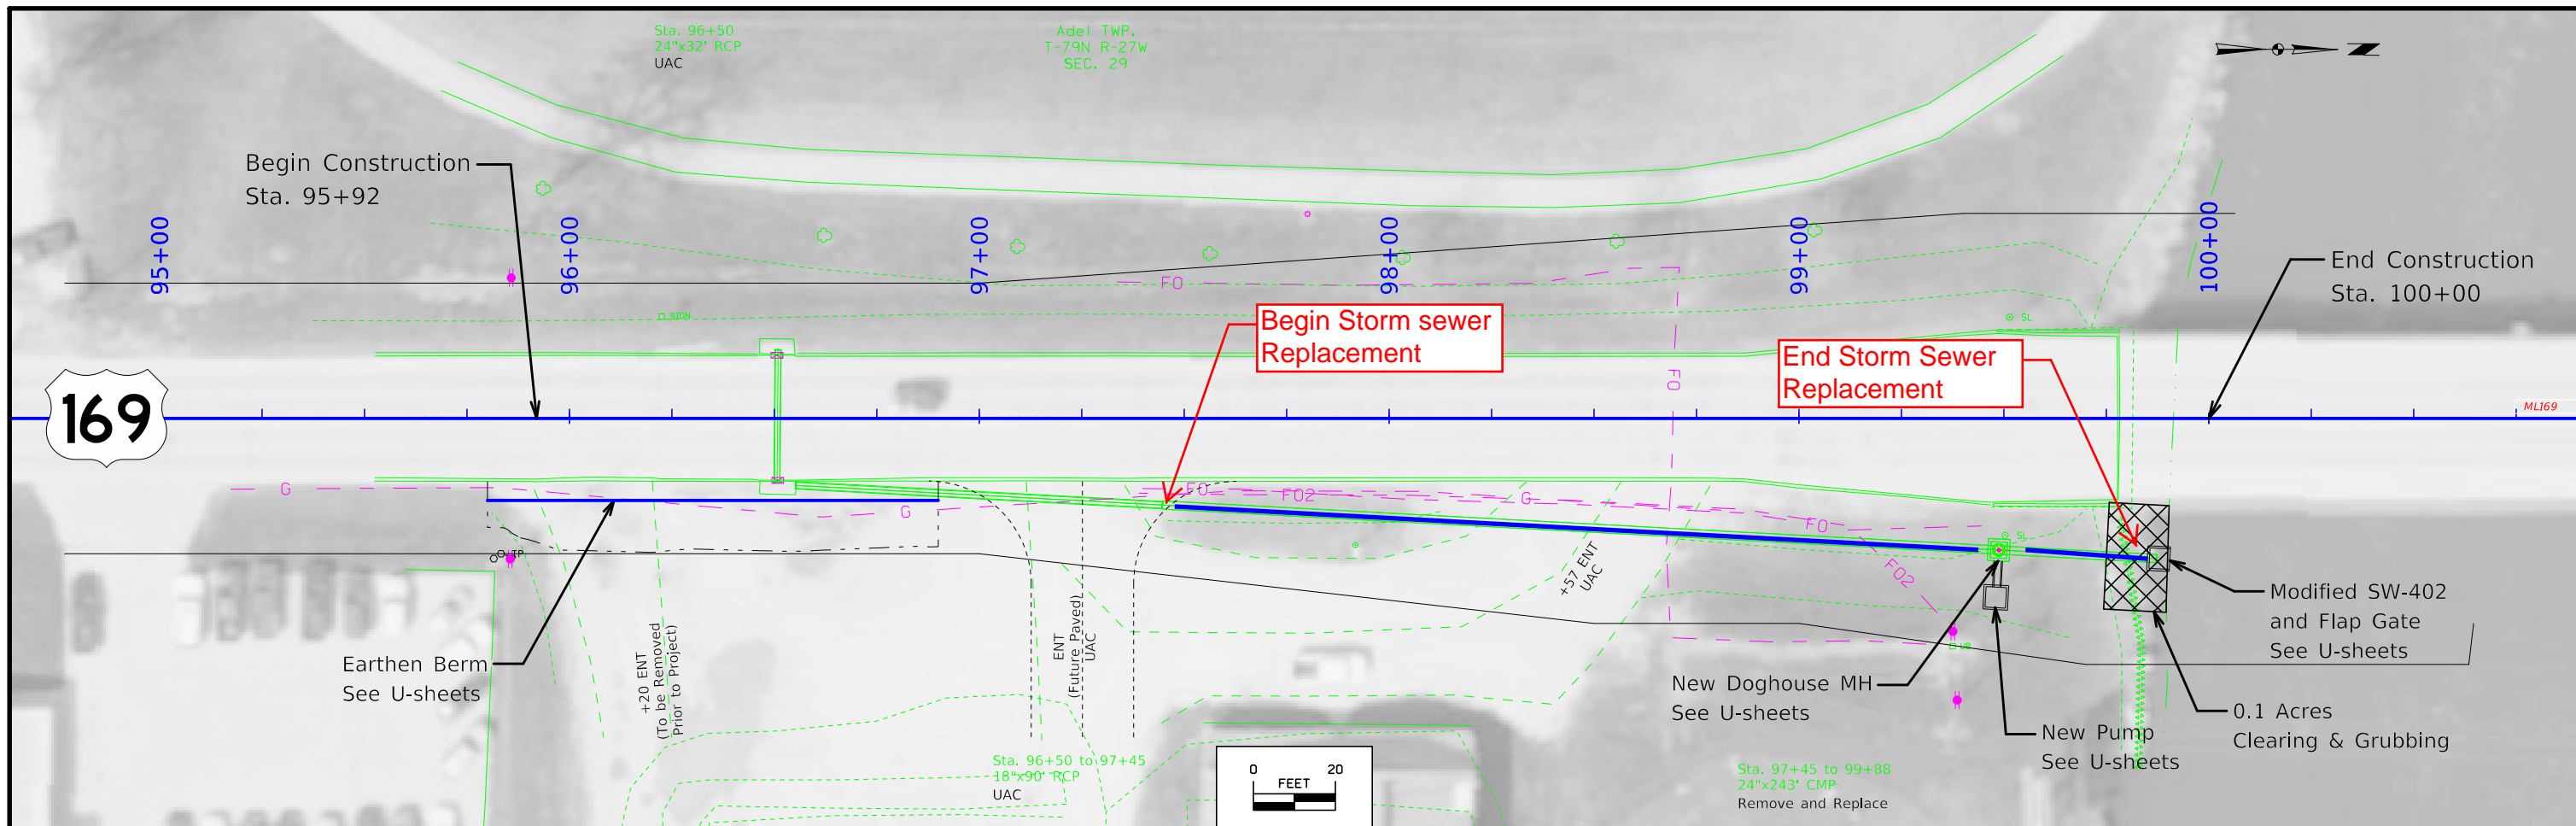 Sta. 96+50
24"x32' RCP
UAC
Adel TWP.
T-79N R-27W
SEC. 29
Begin Construction
Sta. 95+92
95+00
96+00
97+00
98+00
99+00
100+00
End Construction
Sta. 100+00
FO
SIGN
SL
Begin Storm sewer
Replacement
FO
End Storm Sewer
Replacement
169
ML169
G
G
FO
FO2
G
FO
SL
TP
FO2
+57 ENT
UAC
Modified SW-402
and Flap Gate
See U-sheets
Earthen Berm
See U-sheets
+20 ENT
(To be Removed
Prior to Project)
ENT
(Future Paved)
UAC
UB
New Doghouse MH
See U-sheets
0.1 Acres
Clearing & Grubbing
New Pump
See U-sheets
Sta. 96+50 to 97+45
18"x90' RCP
UAC
0 20
FEET
Sta. 97+45 to 99+88
24"x243' CMP
Remove and Replace